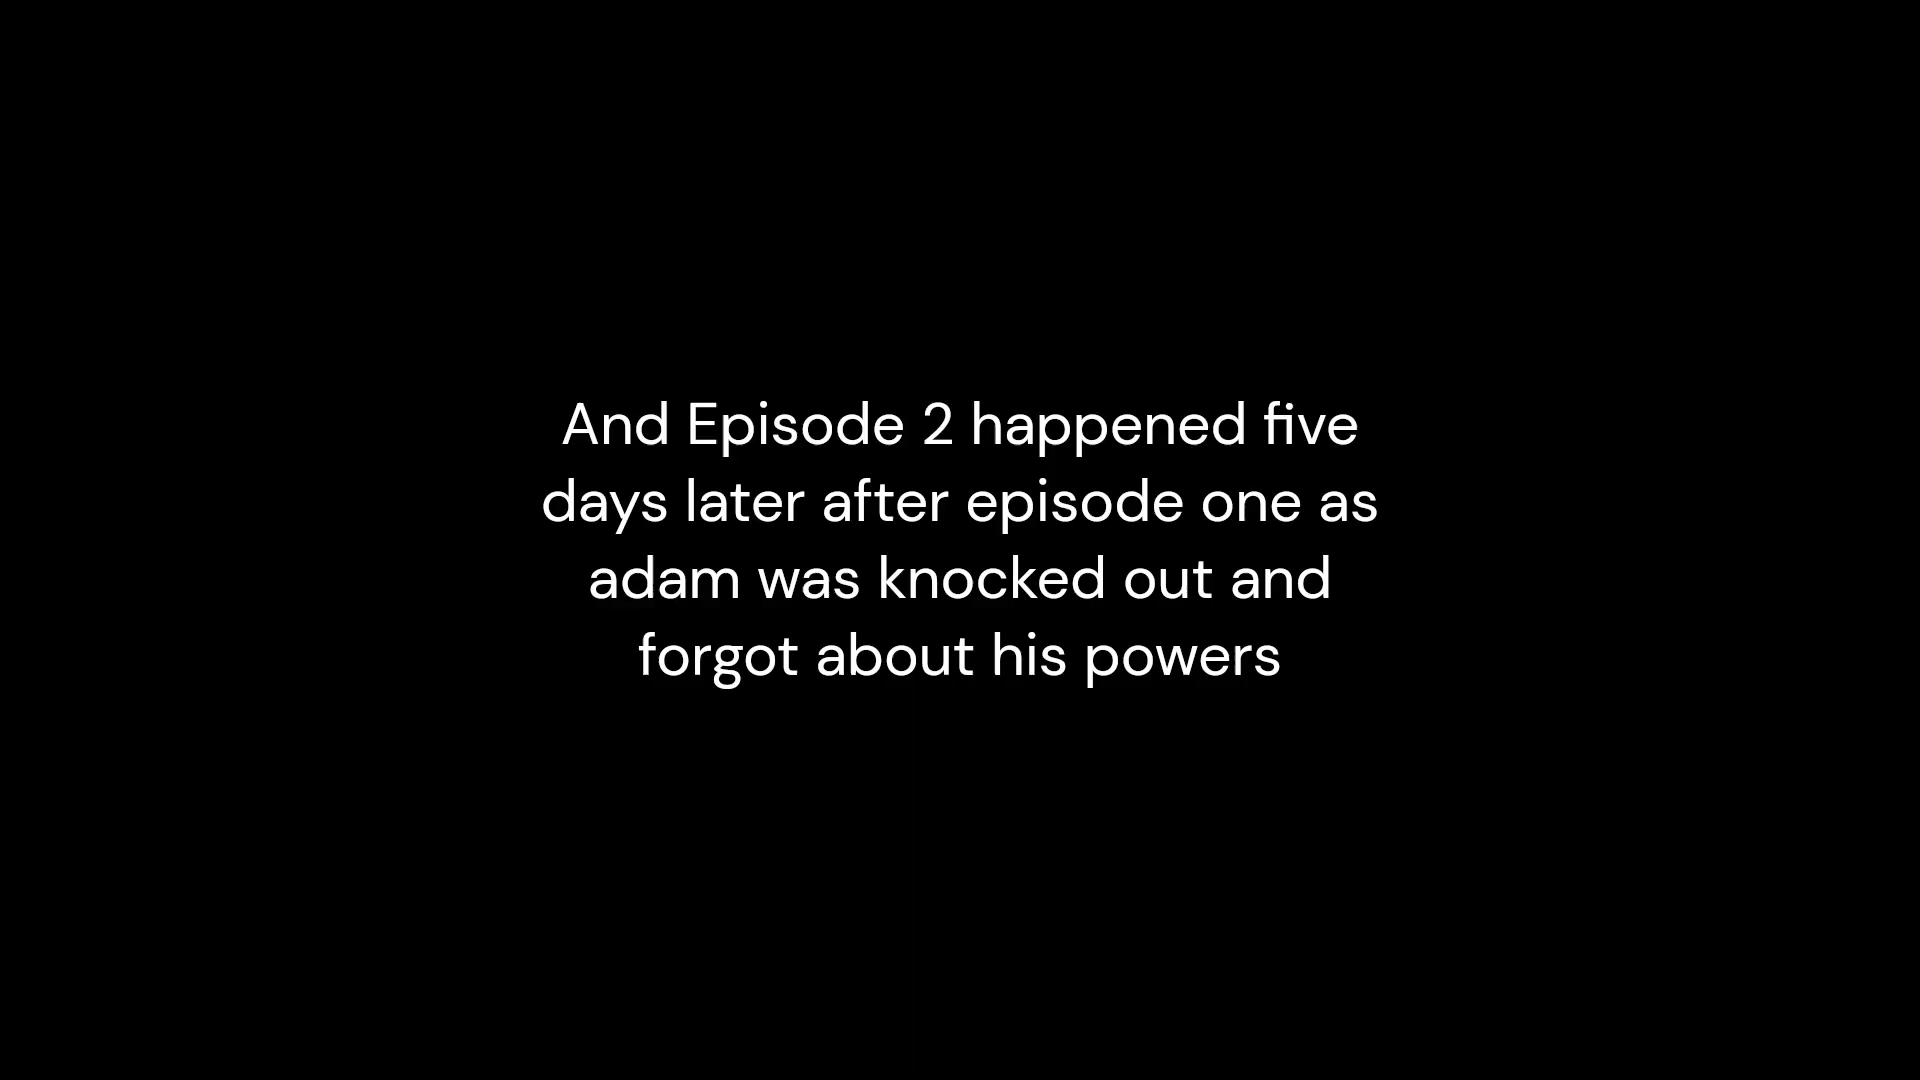 And Episode 2 happened five
days later after episode one as
adam was knocked out and
forgot about his powers